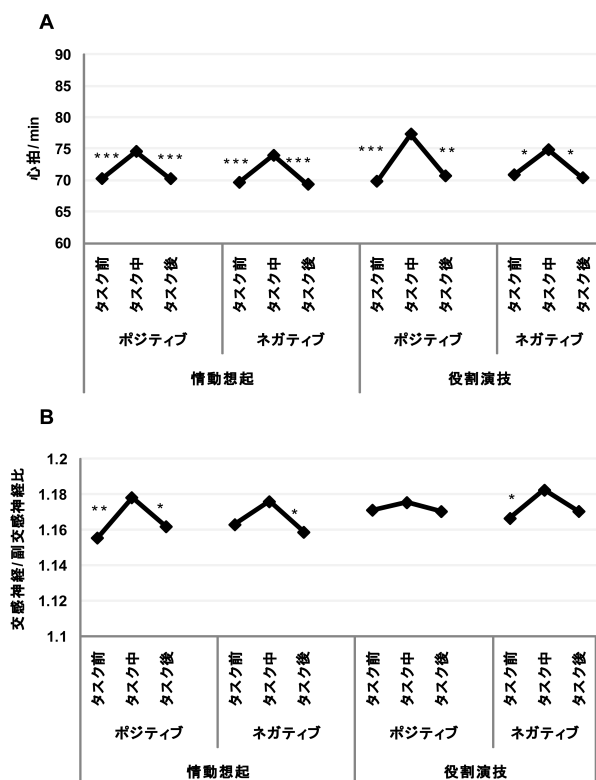 A
90
85
80
75
70
65
60
心拍/min
*** ***
*** ***
*** **
* *
タスク前 タスク中 タスク後 タスク前 タスク中 タスク後 タスク前 タスク中 タスク後 タスク前 タスク中 タスク後
ポジティブ ネガティブ ポジティブ ネガティブ
情動想起 役割演技
B
1.2
1.18
1.16
1.14
1.12
1.1
交感神経/副交感神経比
** *
*
*
タスク前 タスク中 タスク後 タスク前 タスク中 タスク後 タスク前 タスク中 タスク後 タスク前 タスク中 タスク後
ポジティブ ネガティブ ポジティブ ネガティブ
情動想起 役割演技